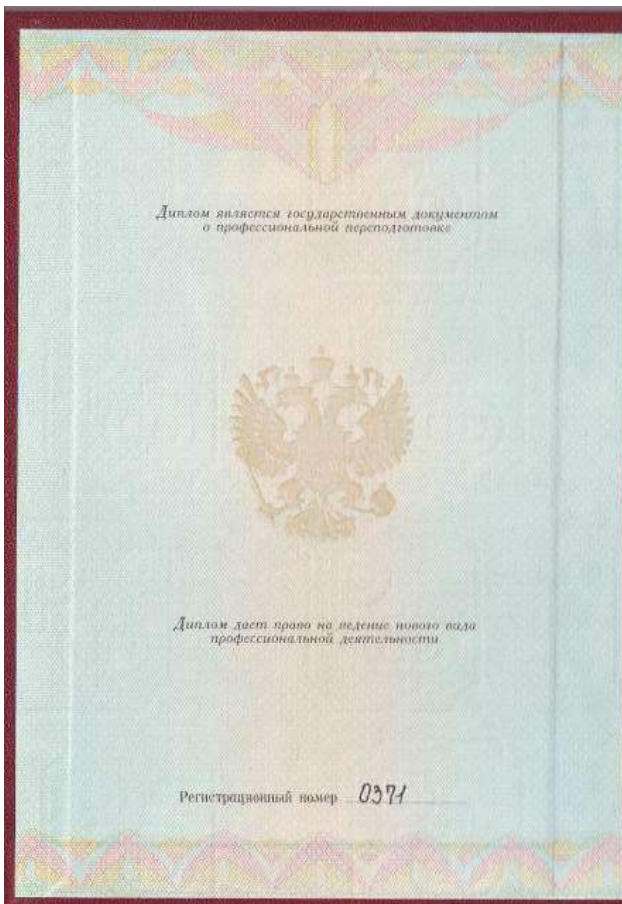 Диплом является государственным документом
о профессиональной переподготовке
Диплом дает право на ведение нового вида
профессиональной деятельности
Регистрационный номер 0371